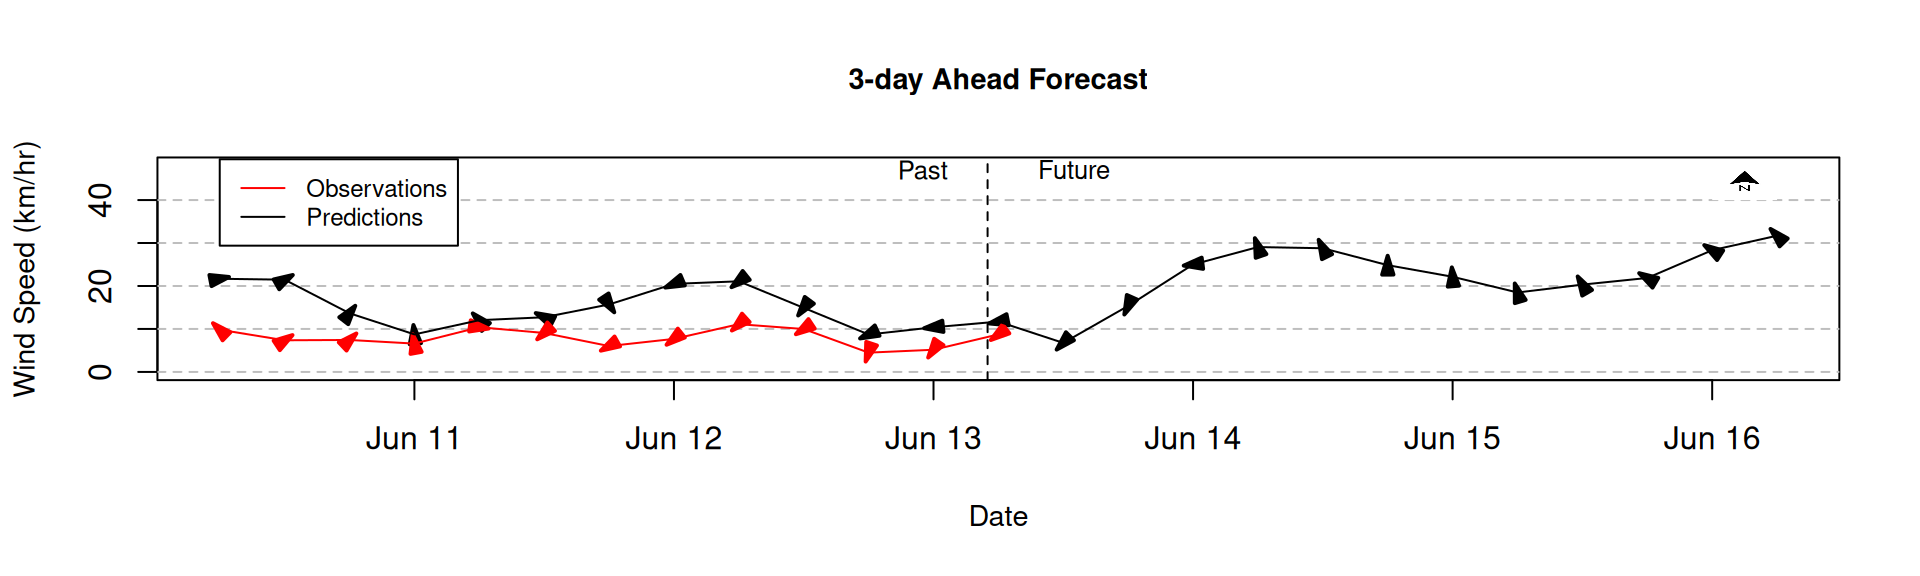 3-day Ahead Forecast
Wind Speed (km/hr)
40
20
0
Observations
Predictions
Past
Future
N
Jun 11
Jun 12
Jun 13
Jun 14
Jun 15
Jun 16
Date